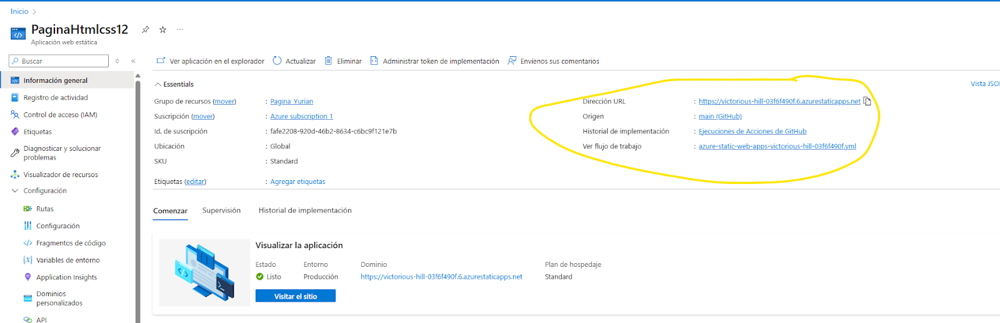 Inicio >
PaginaHtmlcss12
Aplicación web estática
Buscar
Ver aplicación en el explorador Actualizar Eliminar Administrar token de implementación Envíenos sus comentarios
Información general
Registro de actividad
Control de acceso (IAM)
Etiquetas
Diagnosticar y solucionar
problemas
Visualizador de recursos
Configuración
Rutas
Configuración
Fragmentos de código
Variables de entorno
Application Insights
Dominios
personalizados
API
Essentials
Vista JSO
Grupo de recursos (mover) : Pagina_Yurian
Suscripción (mover) : Azure subscription 1
Id. de suscripción : fafe2208-920d-46b2-8634-c6bc9f121e7b
Ubicación : Global
SKU : Standard
Etiquetas (editar) : Agregar etiquetas
Dirección URL : https://victorious-hill-03f6f490f.6.azurestaticapps.net
Origen : main (GitHub)
Historial de implementación : Ejecuciones de Acciones de GitHub
Ver flujo de trabajo : azure-static-web-apps-victorious-hill-03f6f490f.yml
Comenzar Supervisión Historial de implementación
Visualizar la aplicación
Estado Entorno Dominio Plan de hospedaje
Listo Producción https://victorious-hill-03f6f490f.6.azurestaticapps.net Standard
Visitar el sitio